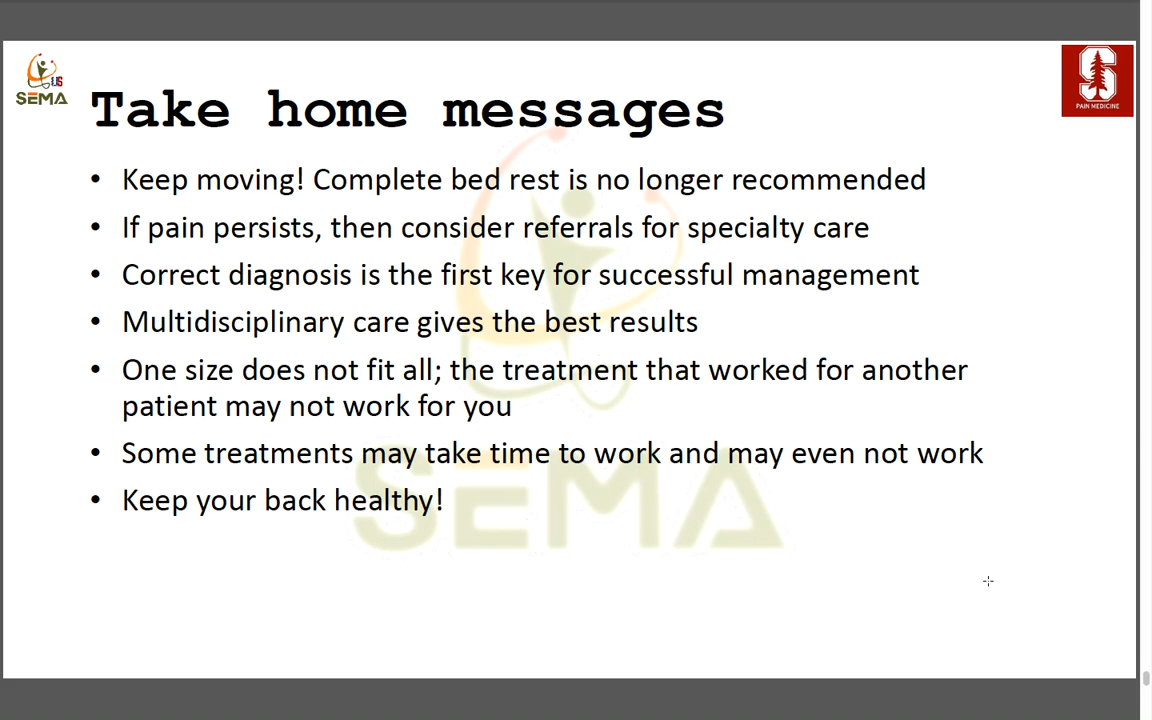 US
SEMA
PAIN MEDICINE
Take home messages
• Keep moving! Complete bed rest is no longer recommended
• If pain persists, then consider referrals for specialty care
• Correct diagnosis is the first key for successful management
• Multidisciplinary care gives the best results
• One size does not fit all; the treatment that worked for another
patient may not work for you
• Some treatments may take time to work and may even not work
• Keep your back healthy!
SEMA